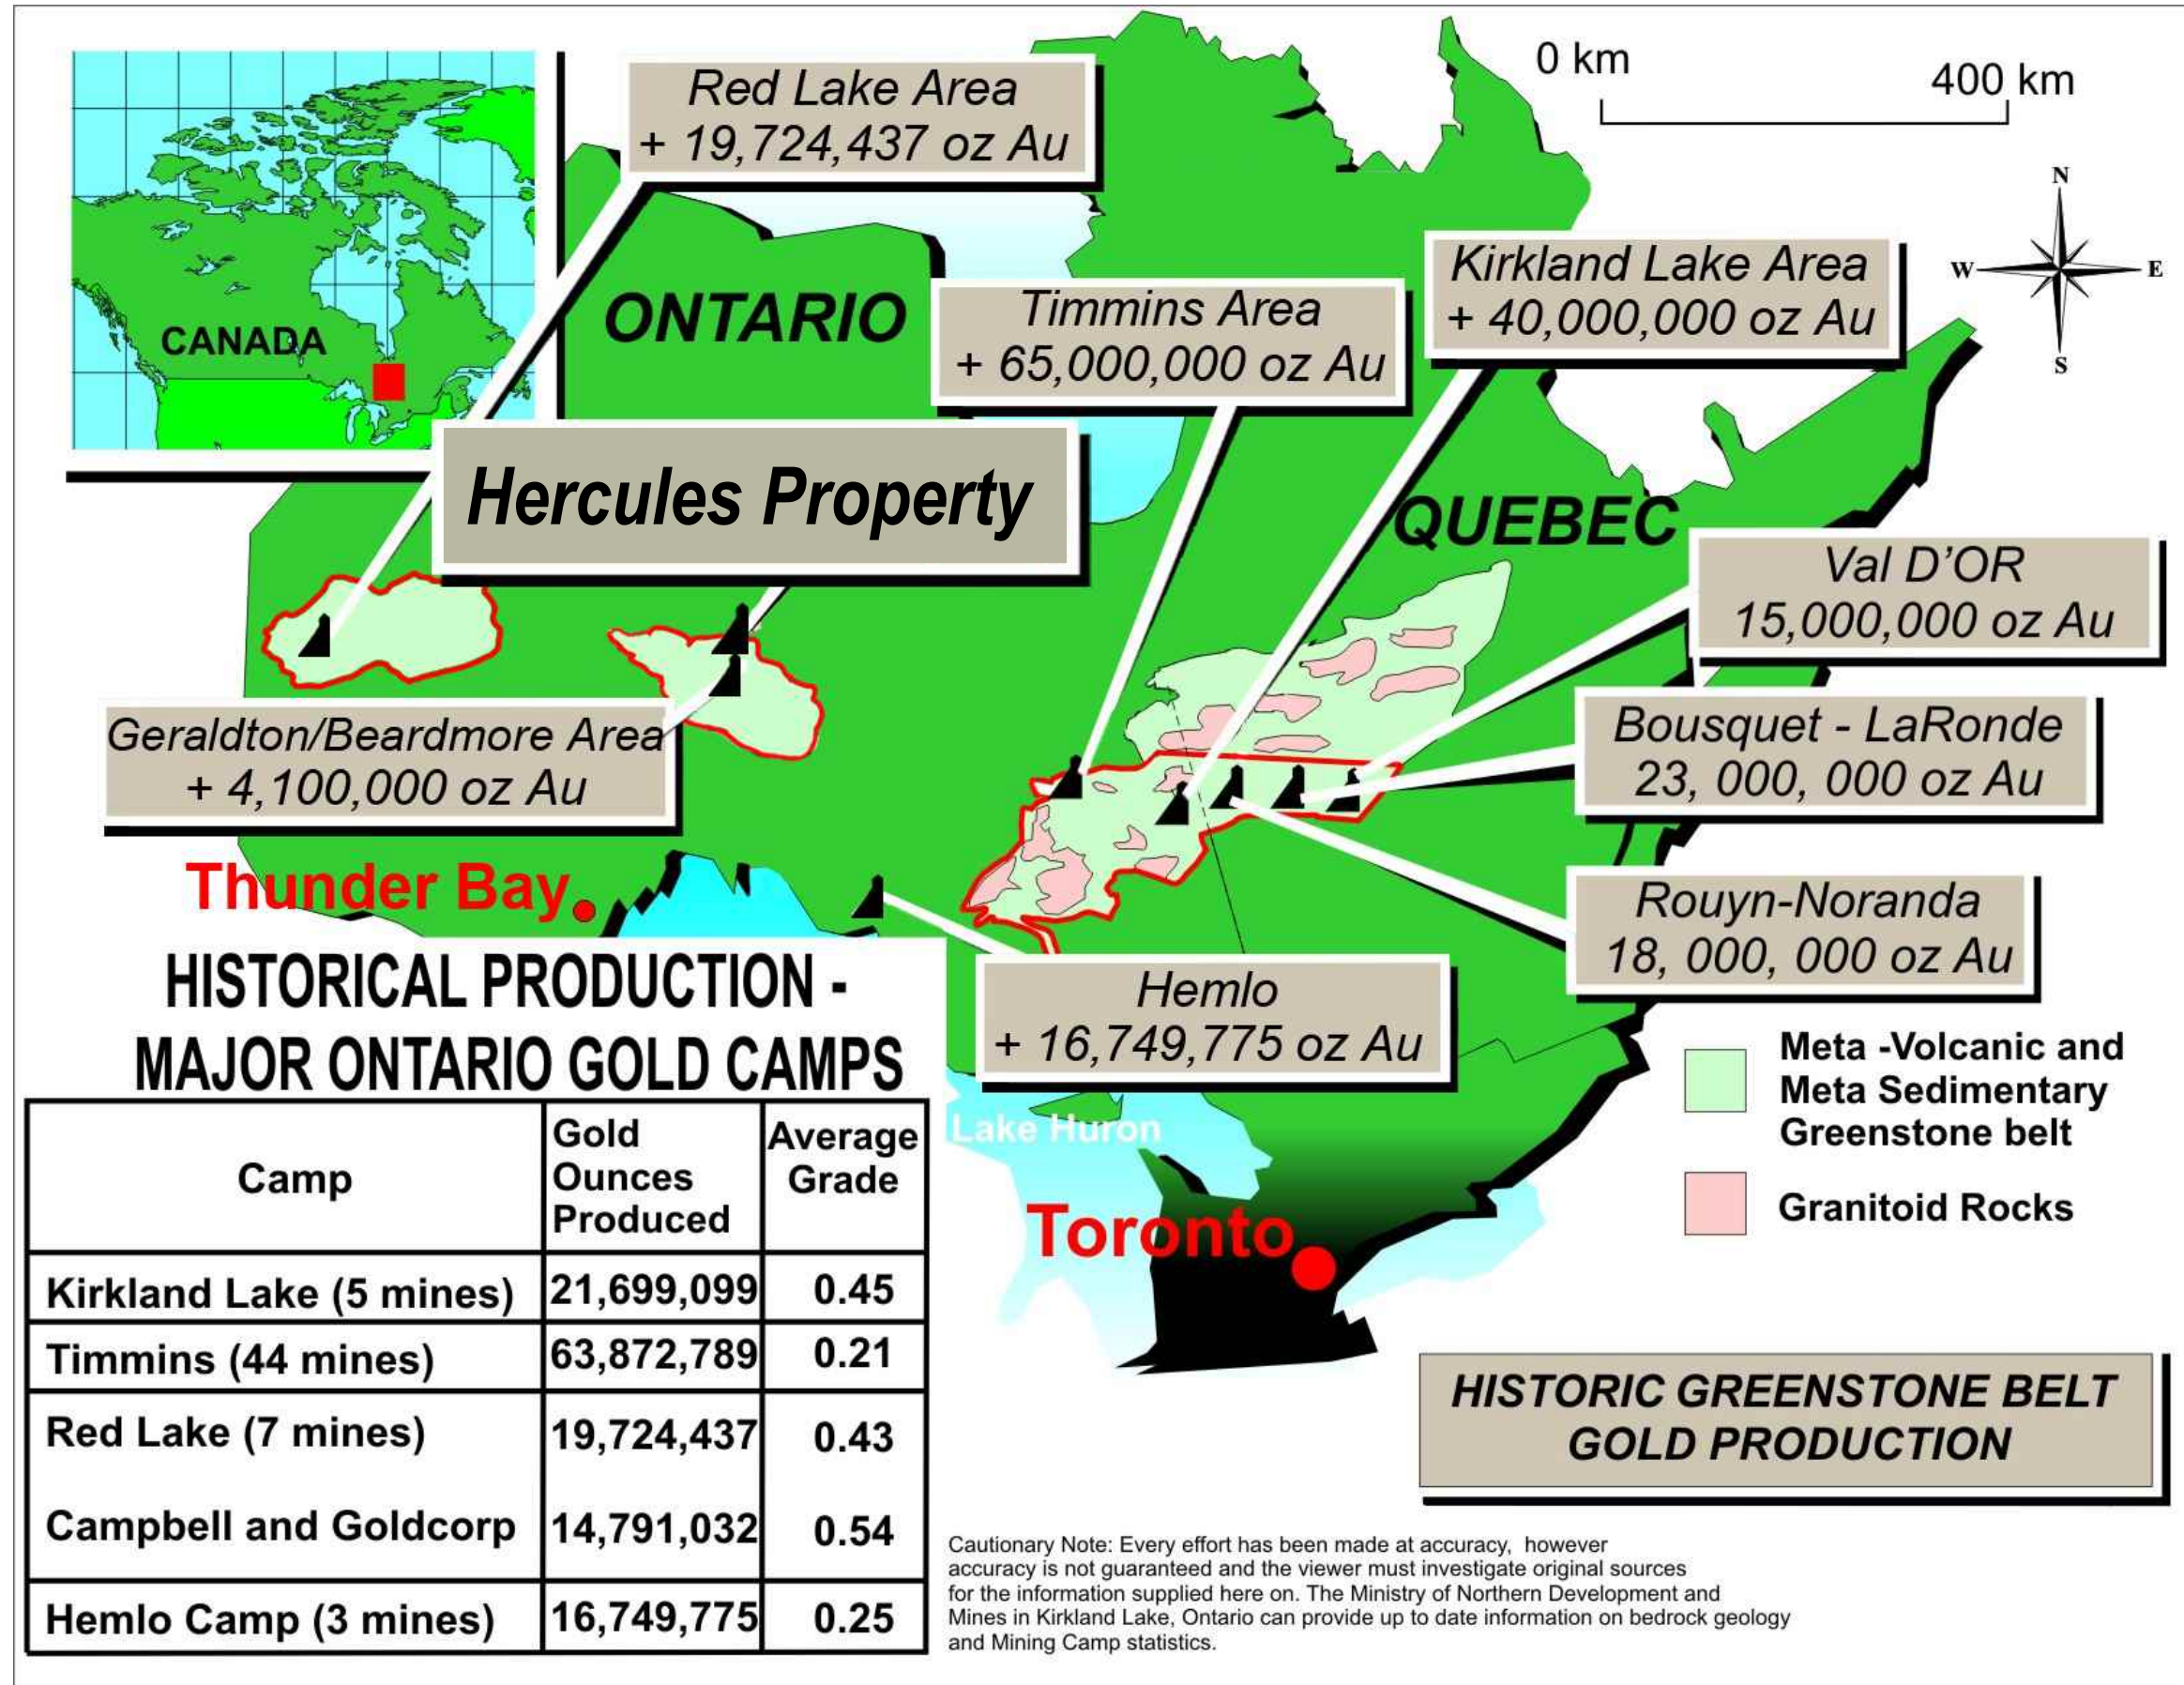 Red Lake Area
+ 19,724,437 oz Au
0 km
400 km
N
W
E
S
CANADA
ONTARIO
Timmins Area
+ 65,000,000 oz Au
Kirkland Lake Area
+ 40,000,000 oz Au
Hercules Property
QUEBEC
Val D’OR
15,000,000 oz Au
Geraldton/Beardmore Area
+ 4,100,000 oz Au
Bousquet - LaRonde
23, 000, 000 oz Au
Thunder Bay
Rouyn-Noranda
18, 000, 000 oz Au
Hemlo
+ 16,749,775 oz Au
Lake Huron
Toronto
Meta -Volcanic and
Meta Sedimentary
Greenstone belt
Granitoid Rocks
HISTORICAL PRODUCTION -
MAJOR ONTARIO GOLD CAMPS
Camp
Gold
Ounces
Produced
Average
Grade
Kirkland Lake (5 mines) 21,699,099 0.45
Timmins (44 mines) 63,872,789 0.21
Red Lake (7 mines) 19,724,437 0.43
Campbell and Goldcorp 14,791,032 0.54
Hemlo Camp (3 mines) 16,749,775 0.25
HISTORIC GREENSTONE BELT
GOLD PRODUCTION
Cautionary Note: Every effort has been made at accuracy, however
accuracy is not guaranteed and the viewer must investigate original sources
for the information supplied here on. The Ministry of Northern Development and
Mines in Kirkland Lake, Ontario can provide up to date information on bedrock geology
and Mining Camp statistics.